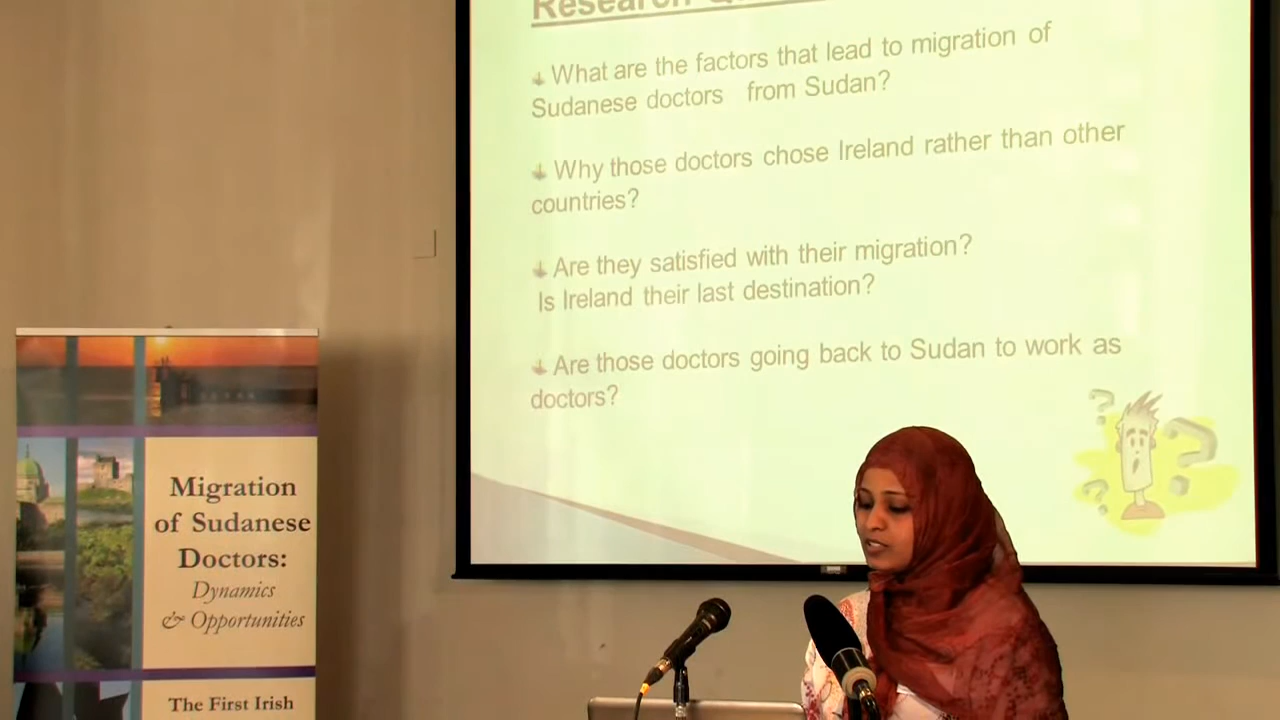 Research
What are the factors that lead to migration of
Sudanese doctors from Sudan?
Why those doctors chose Ireland rather than other
countries?
Are they satisfied with their migration?
Is Ireland their last destination?
Are those doctors going back to Sudan to work as
doctors?
Migration
of Sudanese
Doctors:
Dynamics
& Opportunities
The First Irish